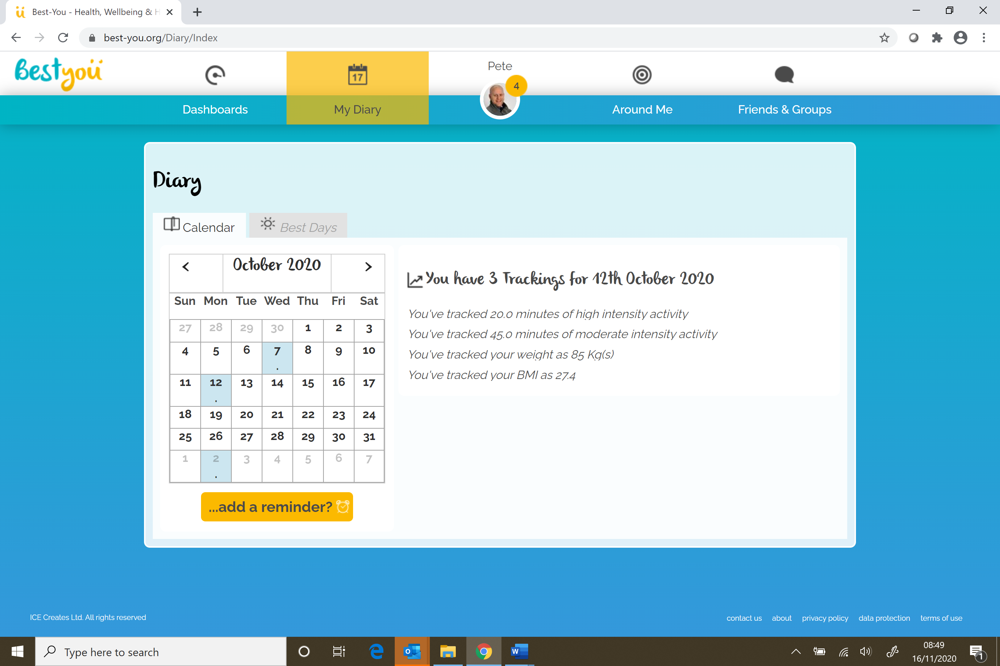 Best-You - Health, Wellbeing & H
best-you.org/Diary/Index
Bestyou
17
Pete
4
Dashboards
My Diary
Around Me
Friends & Groups
Diary
Calendar
Best Days
< October 2020 >
Sun Mon Tue Wed Thu Fri Sat
27 28 29 30 1 2 3
4 5 6 7 8 9 10
.
11 12 13 14 15 16 17
.
18 19 20 21 22 23 24
25 26 27 28 29 30 31
1 2 3 4 5 6 7
.
...add a reminder?
You have 3 Trackings for 12th October 2020
You've tracked 20.0 minutes of high intensity activity
You've tracked 45.0 minutes of moderate intensity activity
You've tracked your weight as 85 Kg(s)
You've tracked your BMI as 27.4
ICE Creates Ltd. All rights reserved
contact us about privacy policy data protection terms of use
Type here to search
08:49
16/11/2020
1